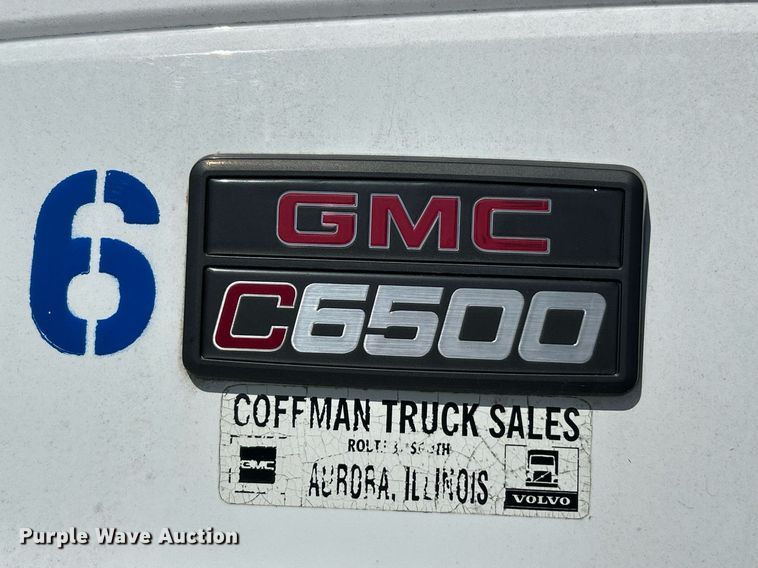 6
GMC
C6500
COFFMAN TRUCK SALES
GMC
AURORA, ILLINOIS
VOLVO
Purple Wave Auction